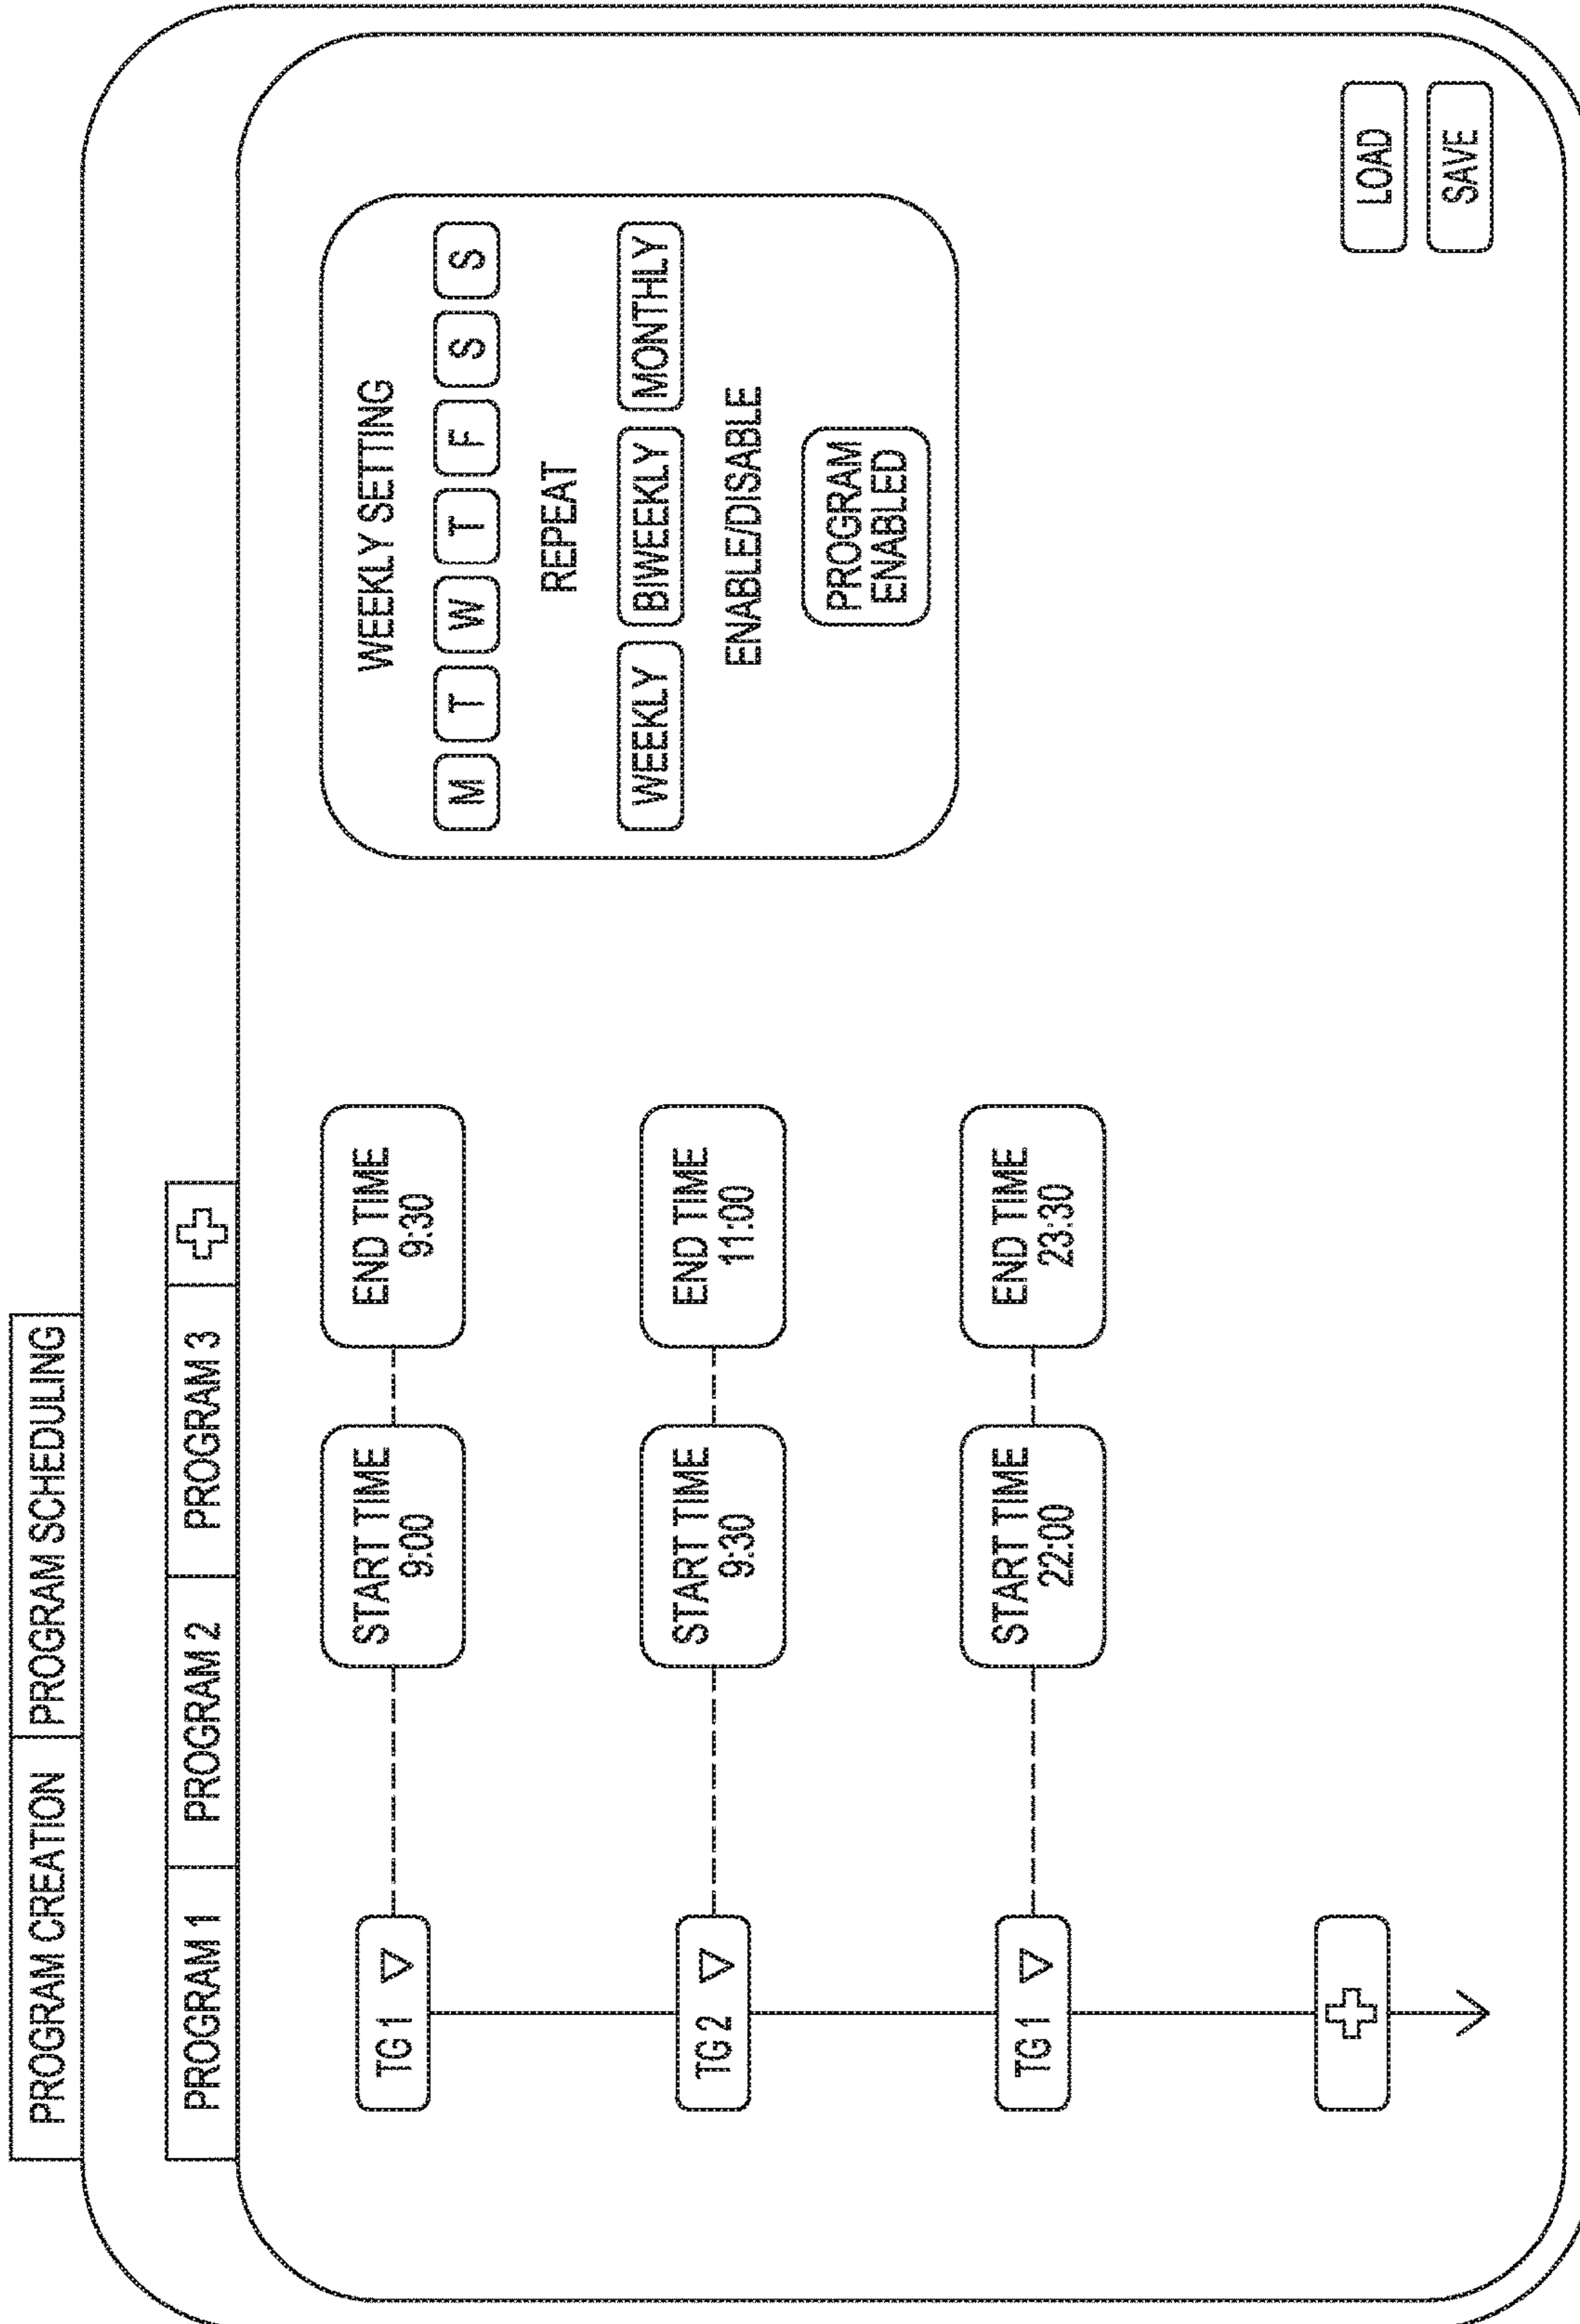 PROGRAM CREATION
PROGRAM SCHEDULING
PROGRAM 1
PROGRAM 2
PROGRAM 3
TG 1
START TIME
9:00
END TIME
9:30
TG 2
START TIME
9:30
END TIME
11:00
TG 1
START TIME
22:00
END TIME
23:30
WEEKLY SETTING
M T W T F S S
REPEAT
WEEKLY BIWEEKLY MONTHLY
ENABLE/DISABLE
PROGRAM
ENABLED
LOAD
SAVE